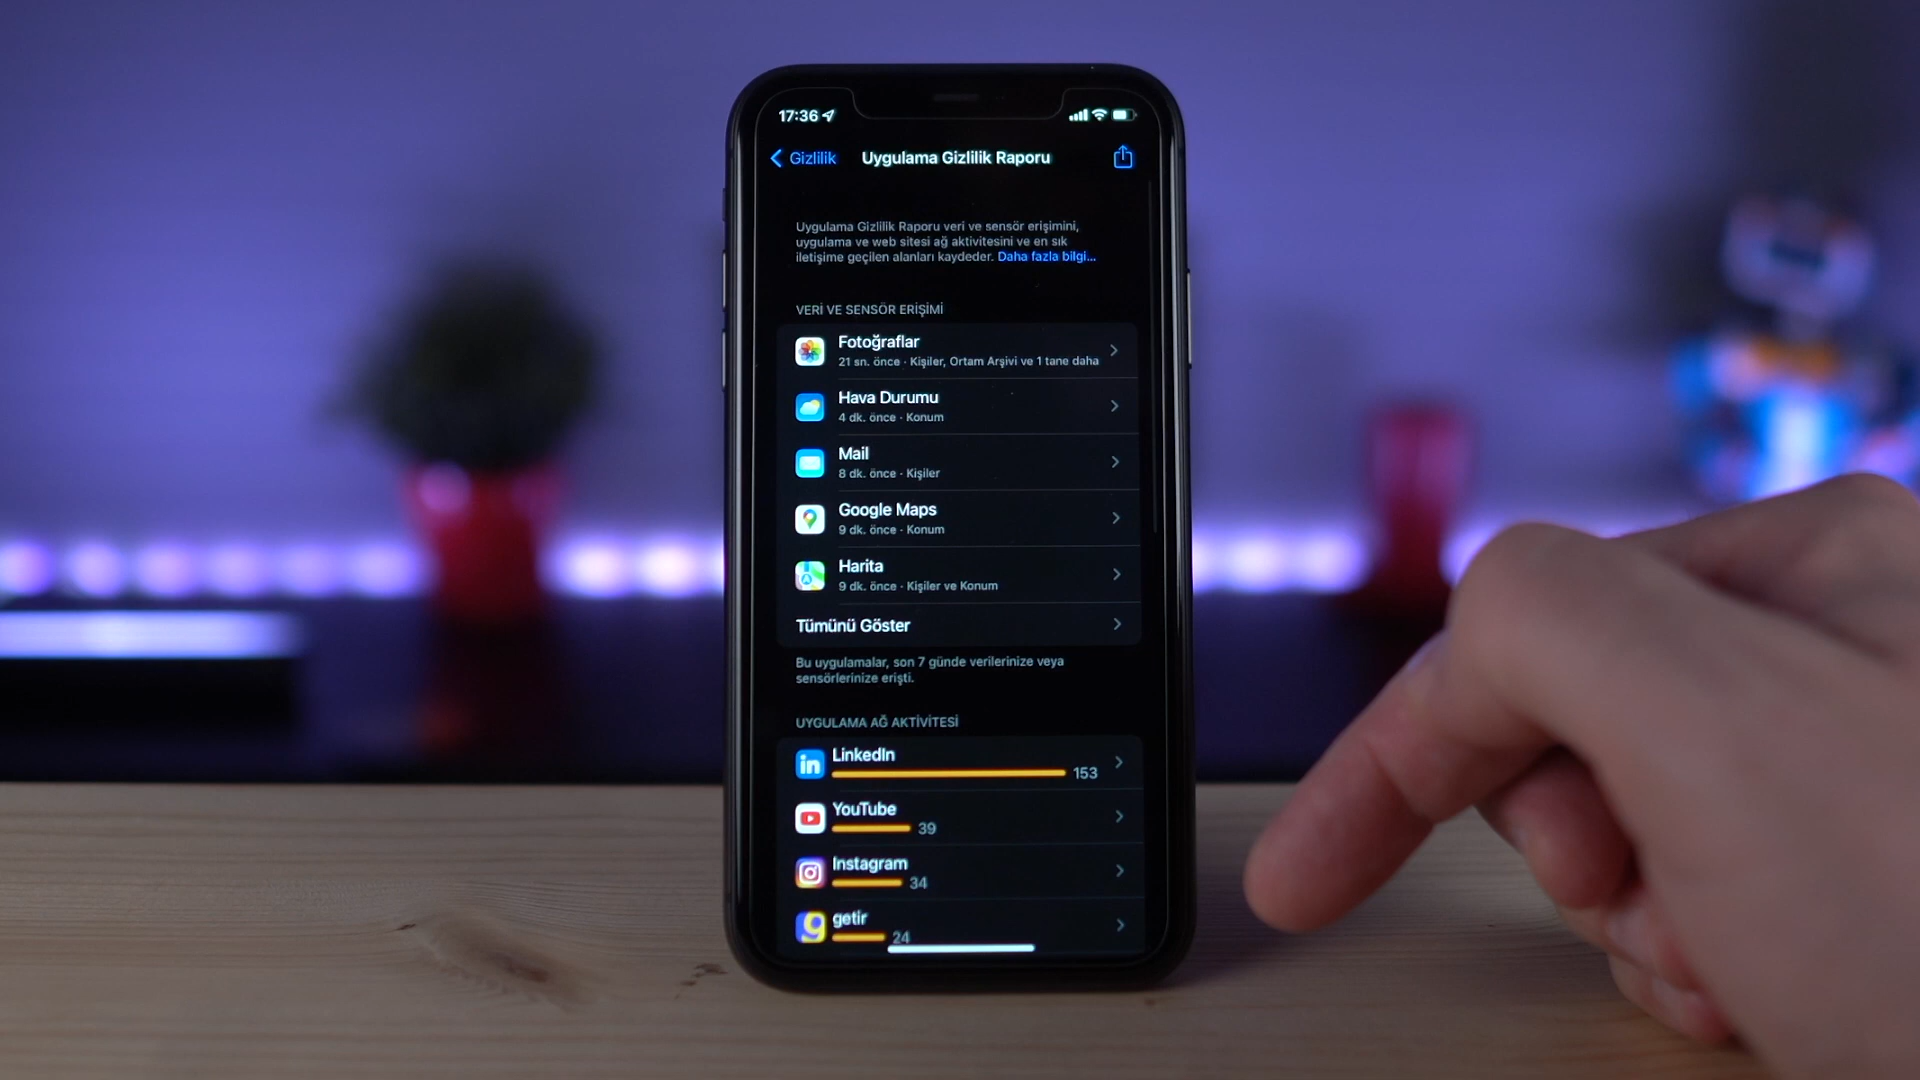 17:36
Gizlilik
Uygulama Gizlilik Raporu
Uygulama Gizlilik Raporu veri ve sensör erişimini,
uygulama ve web sitesi ağ aktivitesini ve en sık
iletişime geçilen alanları kaydeder. Daha fazla bilgi...
VERİ VE SENSÖR ERİŞİMİ
Fotoğraflar
21 sn. önce · Kişiler, Ortam Arşivi ve 1 tane daha
Hava Durumu
4 dk. önce · Konum
Mail
8 dk. önce · Kişiler
Google Maps
9 dk. önce · Konum
Harita
9 dk. önce · Kişiler ve Konum
Tümünü Göster
Bu uygulamalar, son 7 günde verilerinize veya
sensörlerinize erişti.
UYGULAMA AĞ AKTİVİTESİ
in
LinkedIn
153
YouTube
39
Instagram
34
g
getir
24